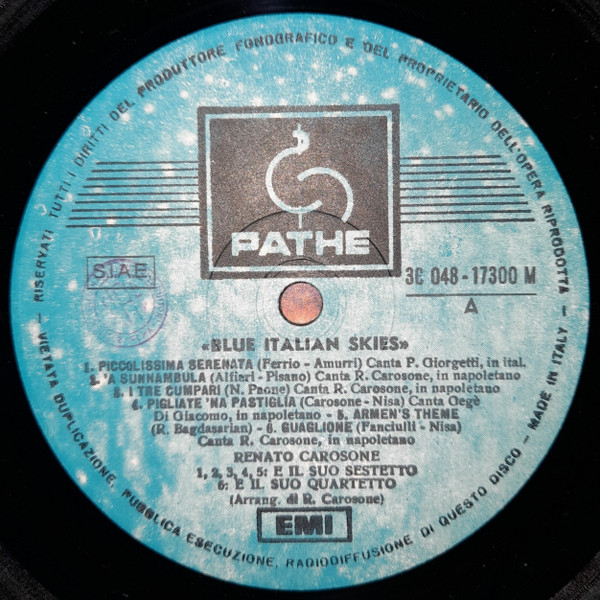 RISERVATI TUTTI I DIRITTI DEL PRODUTTORE FONOGRAFICO E DEL PROPRIETARIO DELL'OPERA RIPRODOTTA
PATHE
S.I.A.E.
3C 048-17300 M
A
«BLUE ITALIAN SKIES»
1. PICCOLISSIMA SERENATA (Ferrio - Amurri) Canta P. Giorgetti, in ital.
2. 'A SUNNAMBULA (Alfieri - Pisano) Canta R. Carosone, in napoletano
3. I TRE CUMPARI (N. Paone) Canta R. Carosone, in napoletano
4. PIGLIATE 'NA PASTIGLIA (Carosone - Nisa) Canta Gegè
Di Giacomo, in napoletano - 5. ARMEN'S THEME
(R. Bagdasarian) - 6. GUAGLIONE (Fanciulli - Nisa)
Canta R. Carosone, in napoletano
RENATO CAROSONE
1, 2, 3, 4, 5: E IL SUO SESTETTO
6: E IL SUO QUARTETTO
(Arrang. di R. Carosone)
EMI
VIETATA DUPLICAZIONE, PUBBLICA ESECUZIONE, RADIODIFFUSIONE DI QUESTO DISCO - MADE IN ITALY -